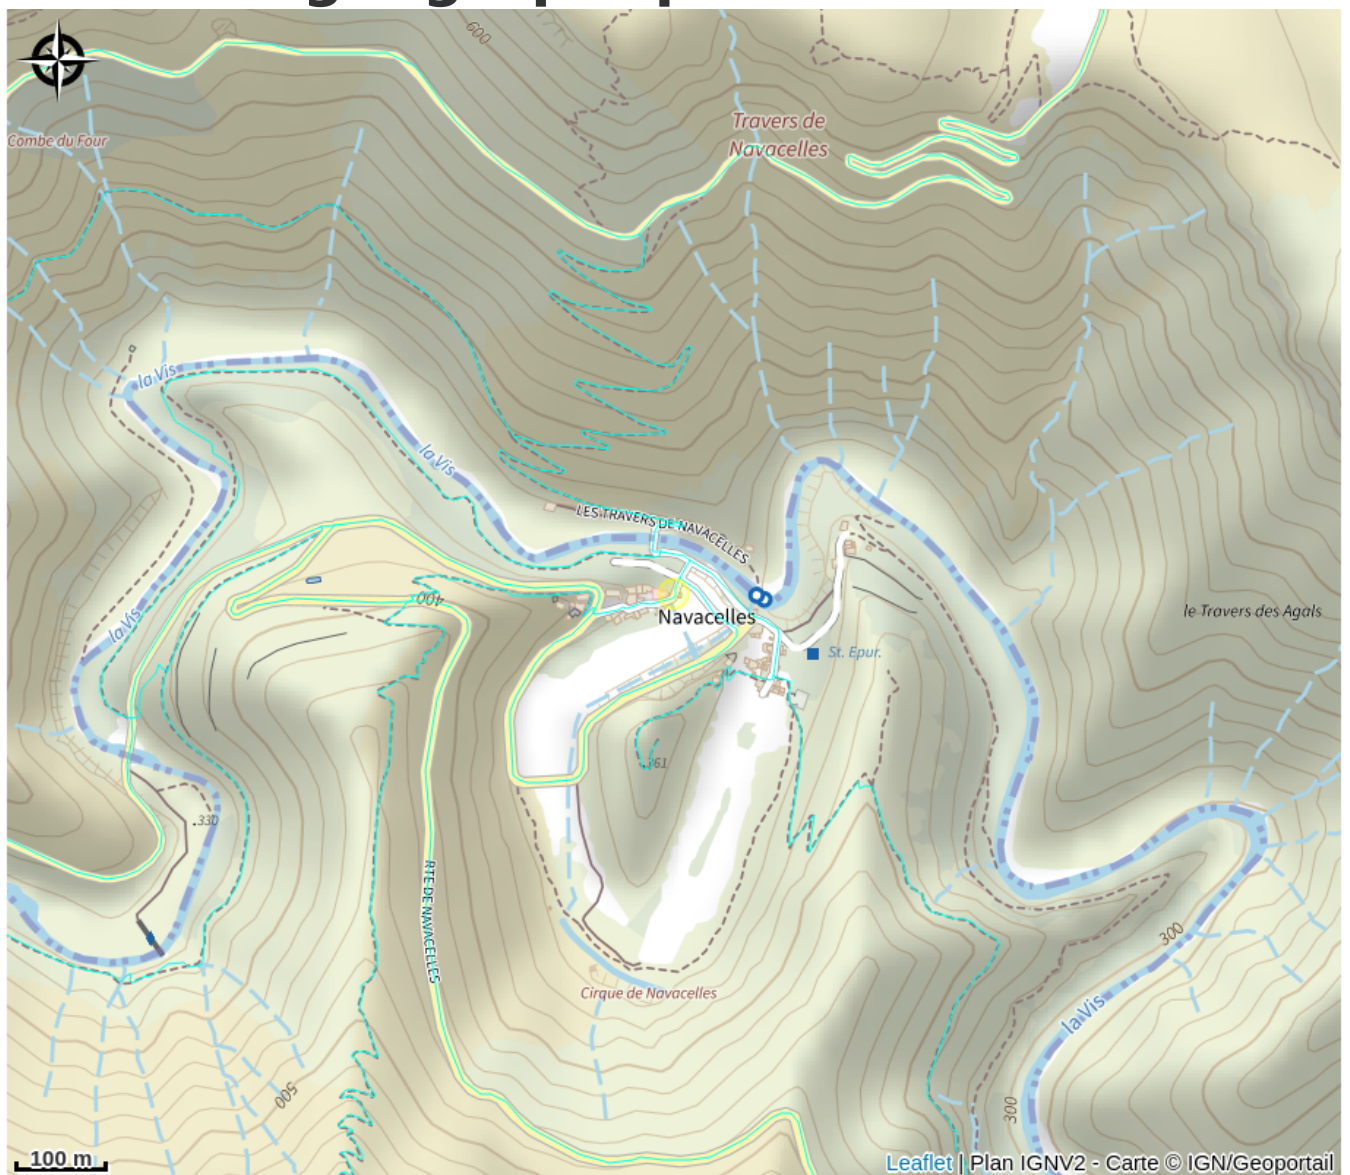 600
Combe du Four
Travers de
Navacelles
la Vis
la Vis
LES TRAVERS DE NAVACELLES
400
Navacelles
la Vis
le Travers des Agals
St. Epur.
361
.330
RTE DE NAVACELLES
300
Cirque de Navacelles
la Vis
500
300
100 m
Leaflet | Plan IGNV2 - Carte © IGN/Geoportail